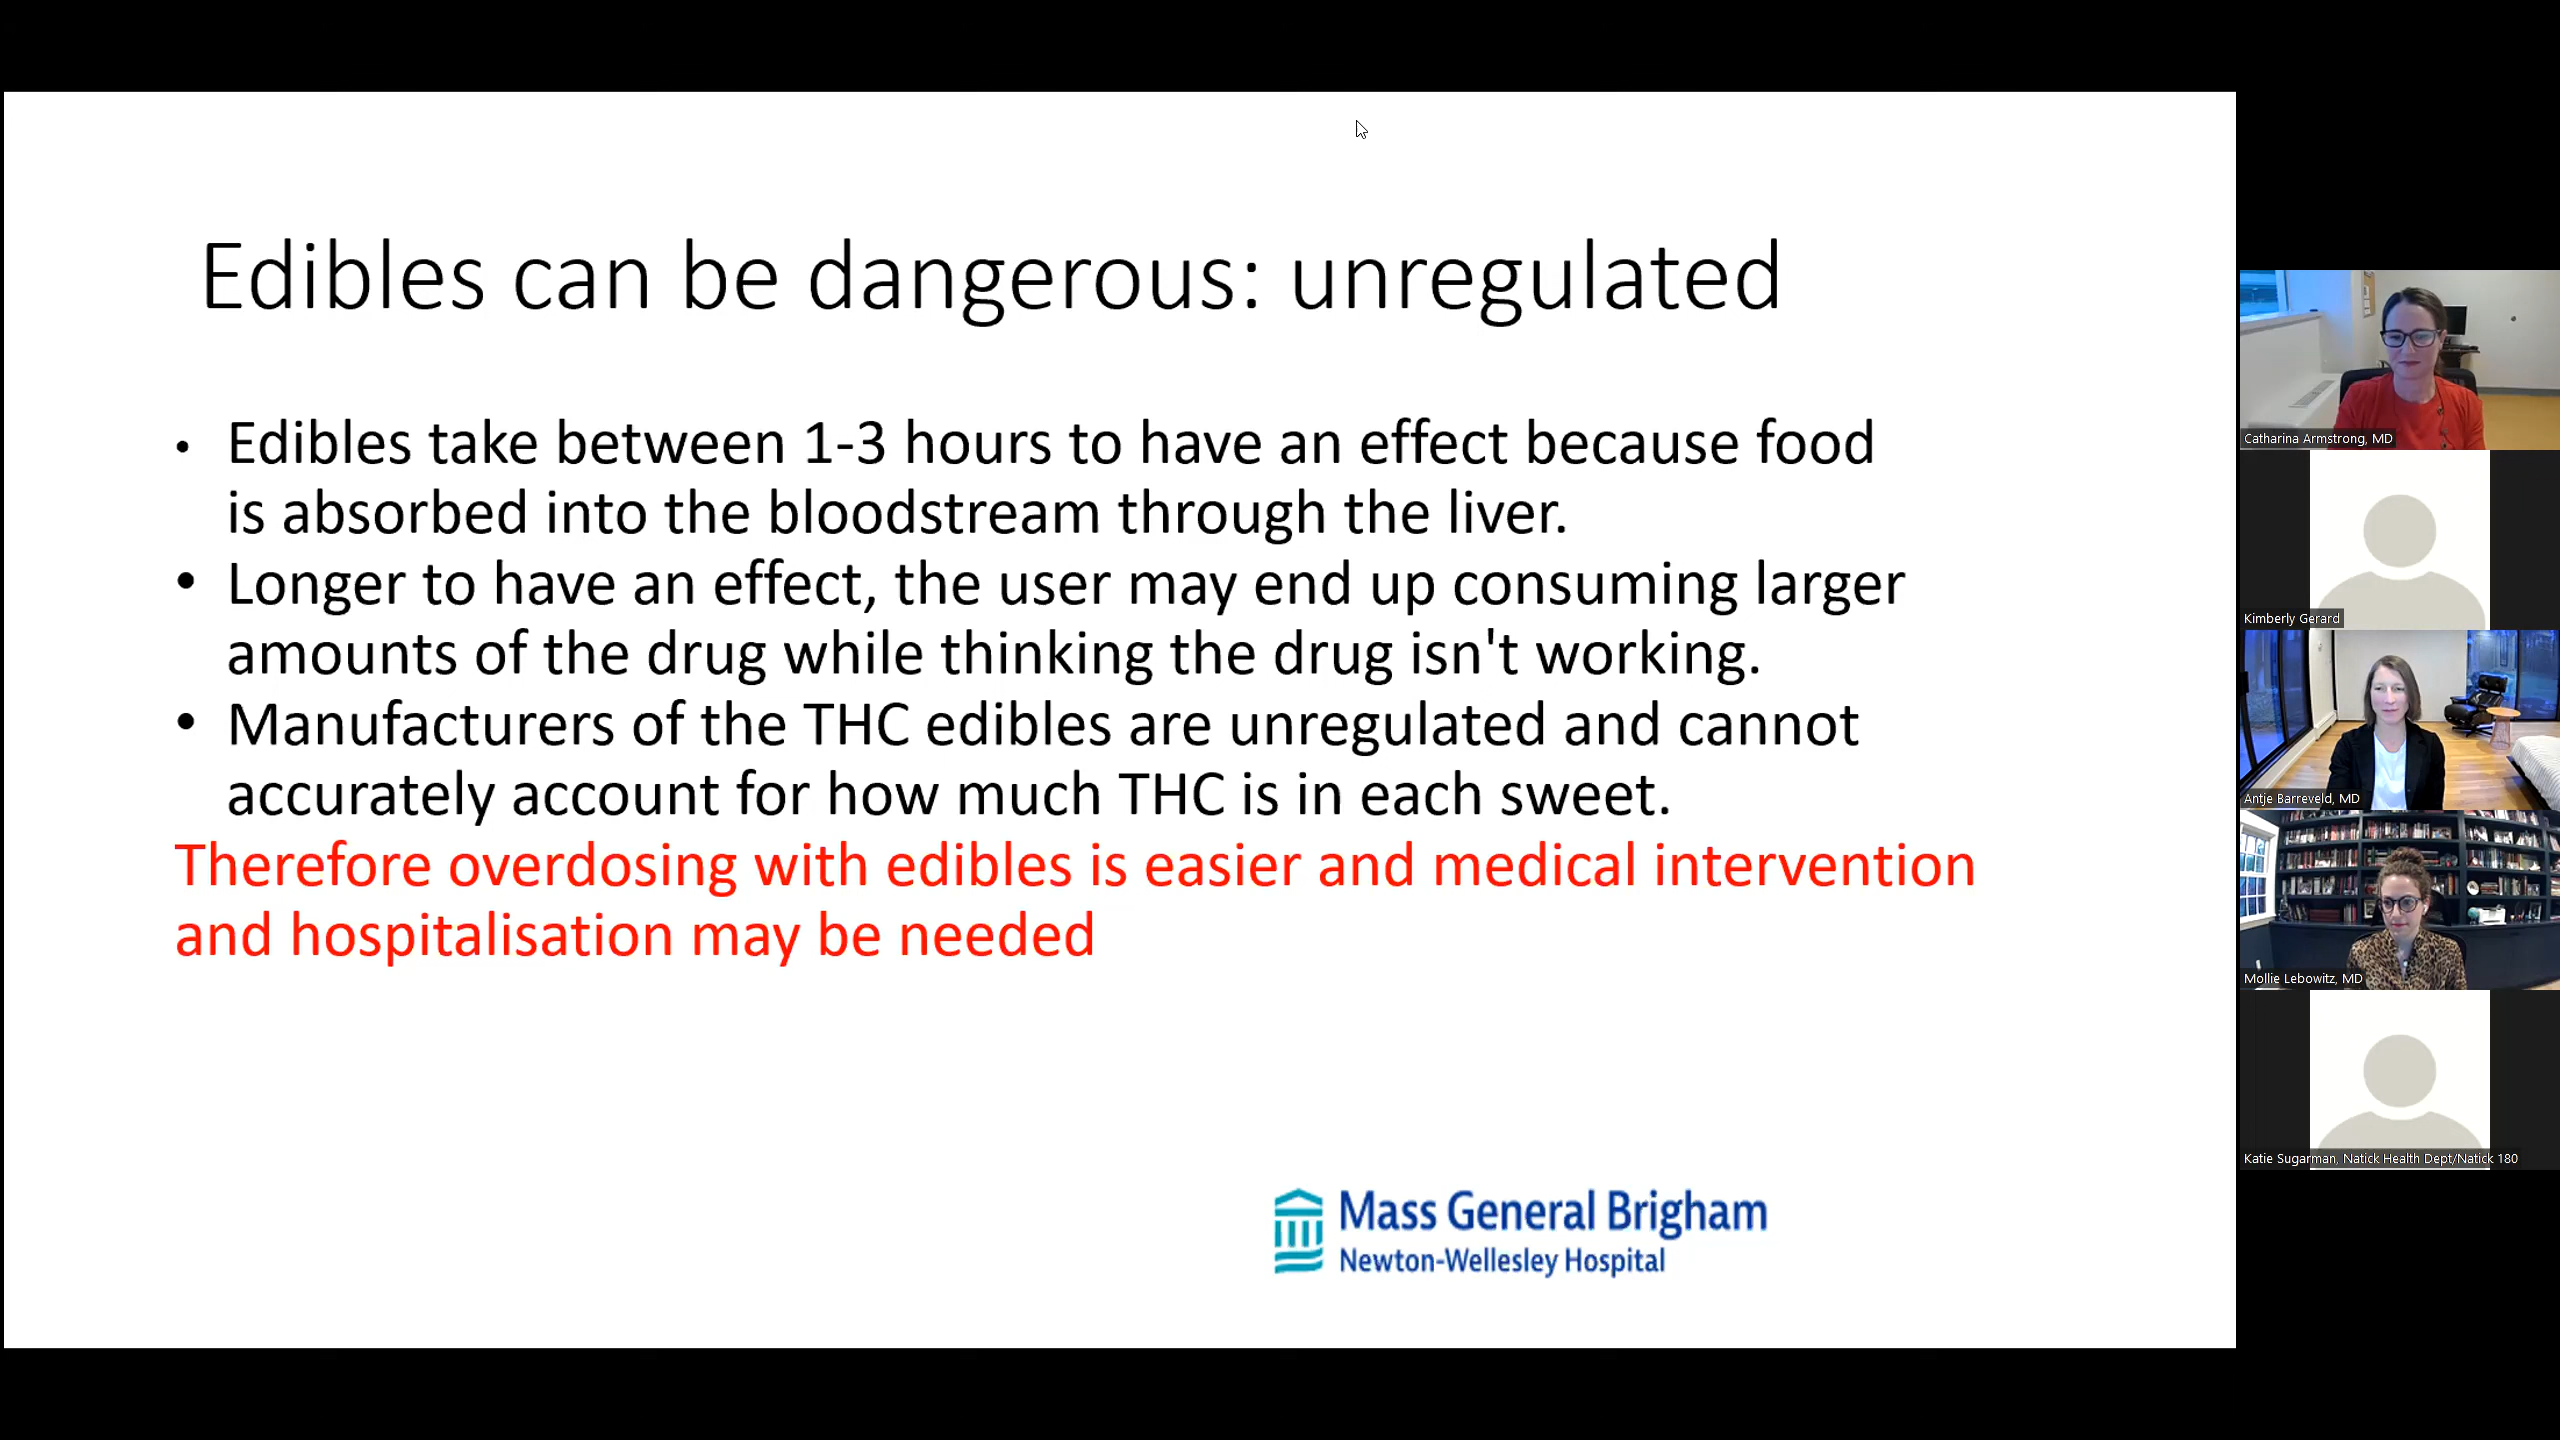 Edibles can be dangerous: unregulated
• Edibles take between 1-3 hours to have an effect because food
is absorbed into the bloodstream through the liver.
• Longer to have an effect, the user may end up consuming larger
amounts of the drug while thinking the drug isn't working.
• Manufacturers of the THC edibles are unregulated and cannot
accurately account for how much THC is in each sweet.
Therefore overdosing with edibles is easier and medical intervention
and hospitalisation may be needed
Mass General Brigham
Newton-Wellesley Hospital
Catharina Armstrong, MD
Kimberly Gerard
Antje Barreveld, MD
Mollie Lebowitz, MD
Katie Sugarman, Natick Health Dept/Natick 180